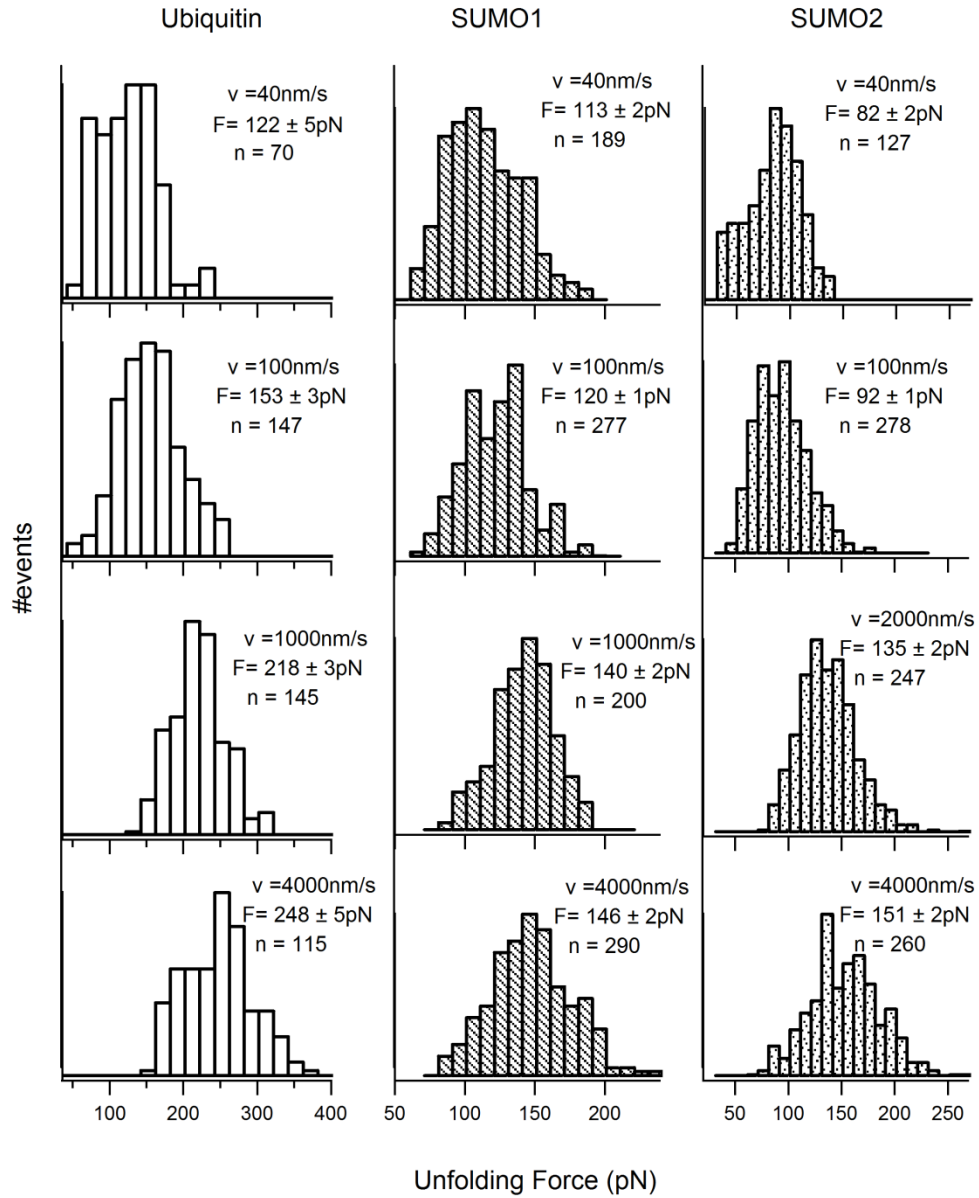 Ubiquitin
SUMO1
SUMO2
v =40nm/s
F= 122 ± 5pN
n = 70
v =40nm/s
F= 113 ± 2pN
n = 189
v =40nm/s
F= 82 ± 2pN
n = 127
v =100nm/s
F= 153 ± 3pN
n = 147
v =100nm/s
F= 120 ± 1pN
n = 277
v =100nm/s
F= 92 ± 1pN
n = 278
#events
v =1000nm/s
F= 218 ± 3pN
n = 145
v =1000nm/s
F= 140 ± 2pN
n = 200
v =2000nm/s
F= 135 ± 2pN
n = 247
v =4000nm/s
F= 248 ± 5pN
n = 115
v =4000nm/s
F= 146 ± 2pN
n = 290
v =4000nm/s
F= 151 ± 2pN
n = 260
100 200 300 400
50 100 150 200
50 100 150 200 250
Unfolding Force (pN)